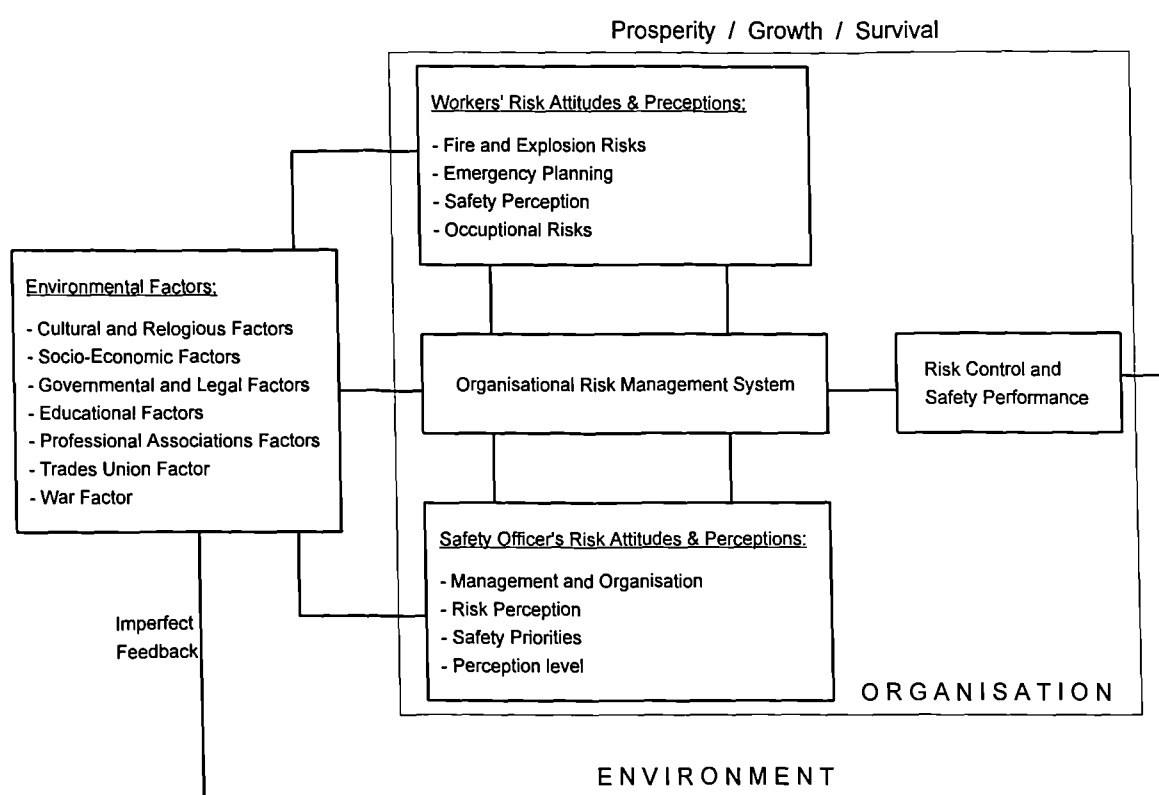 Prosperity / Growth / Survival
Workers' Risk Attitudes & Preceptions:
- Fire and Explosion Risks
- Emergency Planning
- Safety Perception
- Occuptional Risks
Environmental Factors:
- Cultural and Relogious Factors
- Socio-Economic Factors
- Governmental and Legal Factors
- Educational Factors
- Professional Associations Factors
- Trades Union Factor
- War Factor
Organisational Risk Management System
Risk Control and
Safety Performance
Safety Officer's Risk Attitudes & Perceptions:
- Management and Organisation
- Risk Perception
- Safety Priorities
- Perception level
Imperfect
Feedback
ORGANISATION
ENVIRONMENT